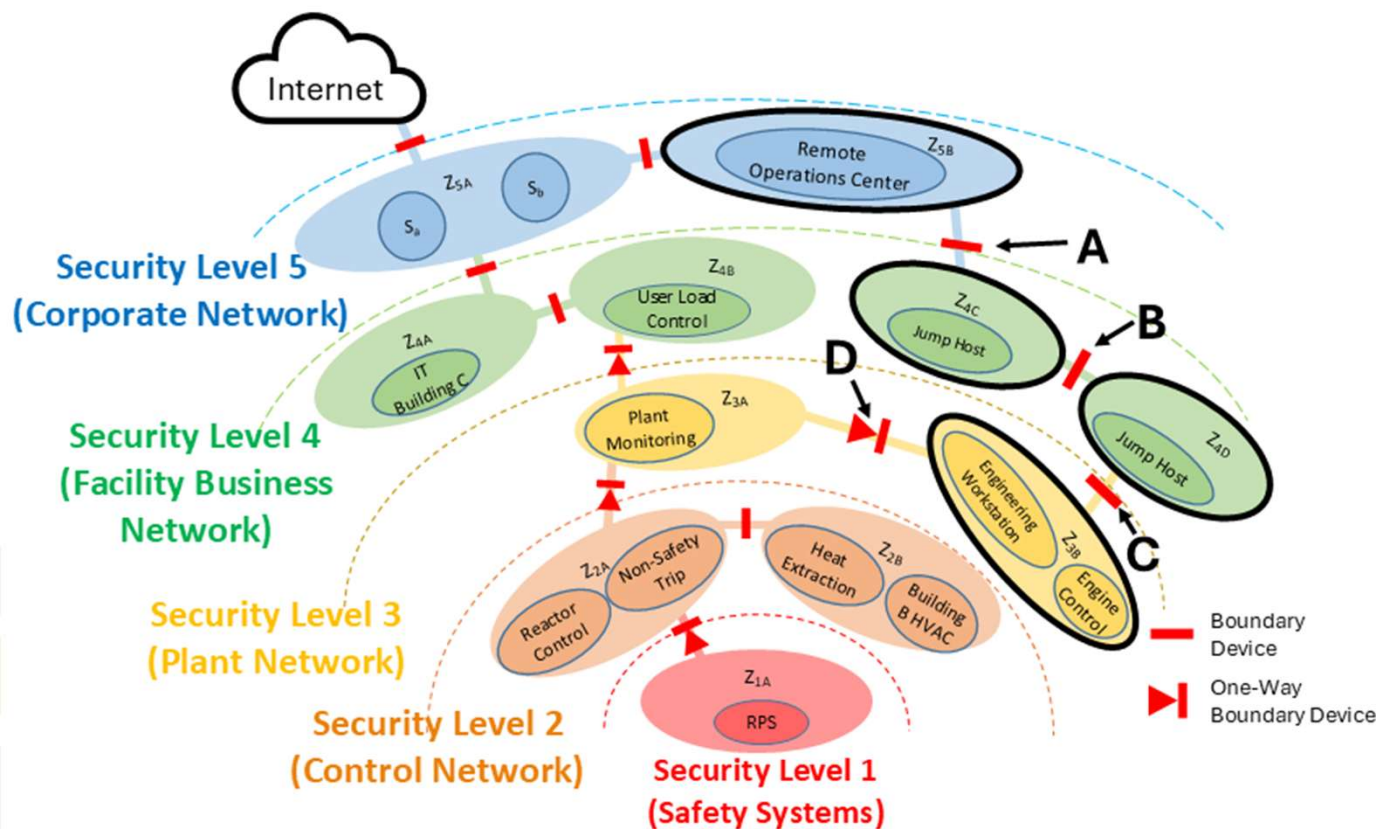 Internet
Z5A
Sa
Sb
Z5B
Remote
Operations Center
Security Level 5
(Corporate Network)
A
Z4A
IT
Building C
Z4B
User Load
Control
Z4C
Jump Host
B
Z4D
Jump Host
Security Level 4
(Facility Business
Network)
D
Z3A
Plant
Monitoring
Engineering
Workstation
Z3B
Engine
Control
C
Security Level 3
(Plant Network)
Z2A
Non-Safety
Trip
Reactor
Control
Z2B
Heat
Extraction
Building
B HVAC
Security Level 2
(Control Network)
Z1A
RPS
Security Level 1
(Safety Systems)
Boundary
Device
One-Way
Boundary Device